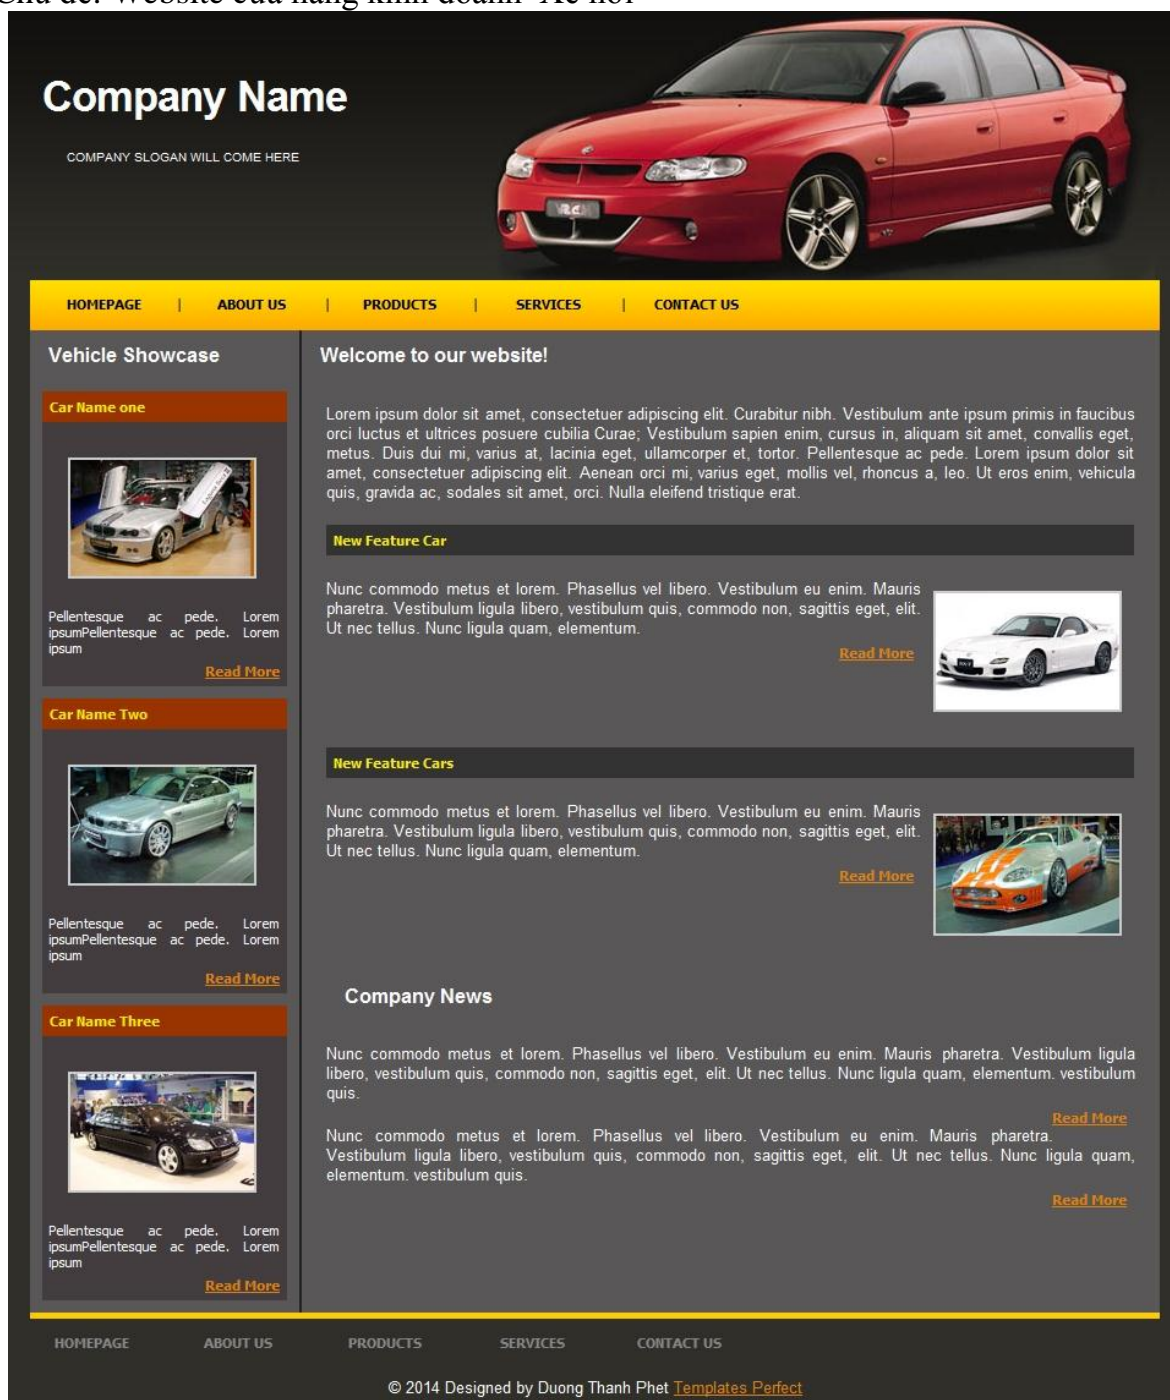 Chủ đề: Website cửa hàng kinh doanh Xe hơi
Company Name
COMPANY SLOGAN WILL COME HERE
HOMEPAGE | ABOUT US | PRODUCTS | SERVICES | CONTACT US
Vehicle Showcase
Car Name one
Pellentesque ac pede. Lorem
ipsumPellentesque ac pede. Lorem
ipsum
Read More
Car Name Two
Pellentesque ac pede. Lorem
ipsumPellentesque ac pede. Lorem
ipsum
Read More
Car Name Three
Pellentesque ac pede. Lorem
ipsumPellentesque ac pede. Lorem
ipsum
Read More
Welcome to our website!
Lorem ipsum dolor sit amet, consectetuer adipiscing elit. Curabitur nibh. Vestibulum ante ipsum primis in faucibus
orci luctus et ultrices posuere cubilia Curae; Vestibulum sapien enim, cursus in, aliquam sit amet, convallis eget,
metus. Duis dui mi, varius at, lacinia eget, ullamcorper et, tortor. Pellentesque ac pede. Lorem ipsum dolor sit
amet, consectetuer adipiscing elit. Aenean orci mi, varius eget, mollis vel, rhoncus a, leo. Ut eros enim, vehicula
quis, gravida ac, sodales sit amet, orci. Nulla eleifend tristique erat.
New Feature Car
Nunc commodo metus et lorem. Phasellus vel libero. Vestibulum eu enim. Mauris
pharetra. Vestibulum ligula libero, vestibulum quis, commodo non, sagittis eget, elit.
Ut nec tellus. Nunc ligula quam, elementum.
Read More
New Feature Cars
Nunc commodo metus et lorem. Phasellus vel libero. Vestibulum eu enim. Mauris
pharetra. Vestibulum ligula libero, vestibulum quis, commodo non, sagittis eget, elit.
Ut nec tellus. Nunc ligula quam, elementum.
Read More
Company News
Nunc commodo metus et lorem. Phasellus vel libero. Vestibulum eu enim. Mauris pharetra. Vestibulum ligula
libero, vestibulum quis, commodo non, sagittis eget, elit. Ut nec tellus. Nunc ligula quam, elementum. vestibulum
quis.
Read More
Nunc commodo metus et lorem. Phasellus vel libero. Vestibulum eu enim. Mauris pharetra.
Vestibulum ligula libero, vestibulum quis, commodo non, sagittis eget, elit. Ut nec tellus. Nunc ligula quam,
elementum. vestibulum quis.
Read More
HOMEPAGE ABOUT US PRODUCTS SERVICES CONTACT US
© 2014 Designed by Duong Thanh Phet Templates Perfect